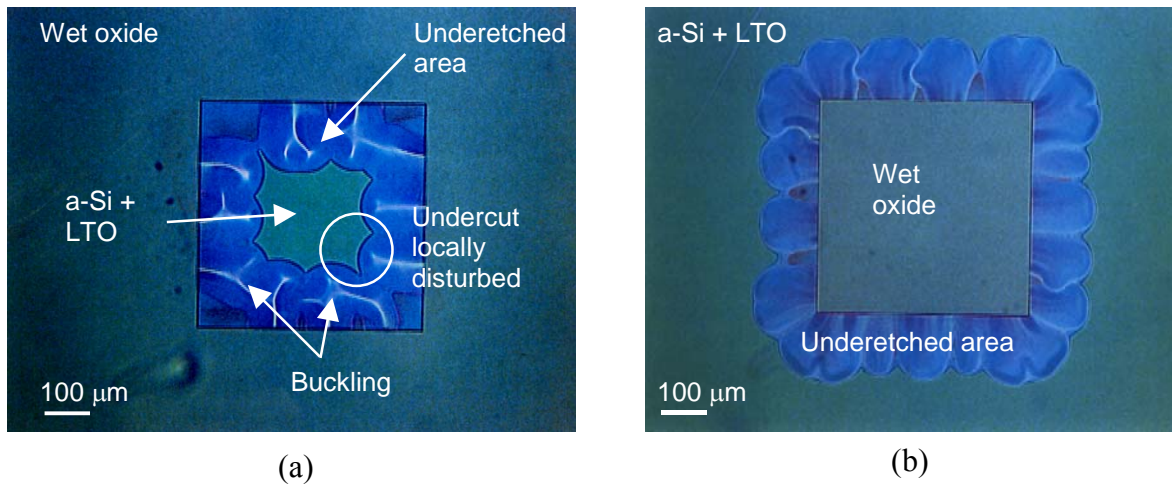 Wet oxide
Underetched
area
a-Si +
LTO
Undercut
locally
disturbed
Buckling
100 μm
(a)
a-Si + LTO
Wet
oxide
Underetched area
100 μm
(b)